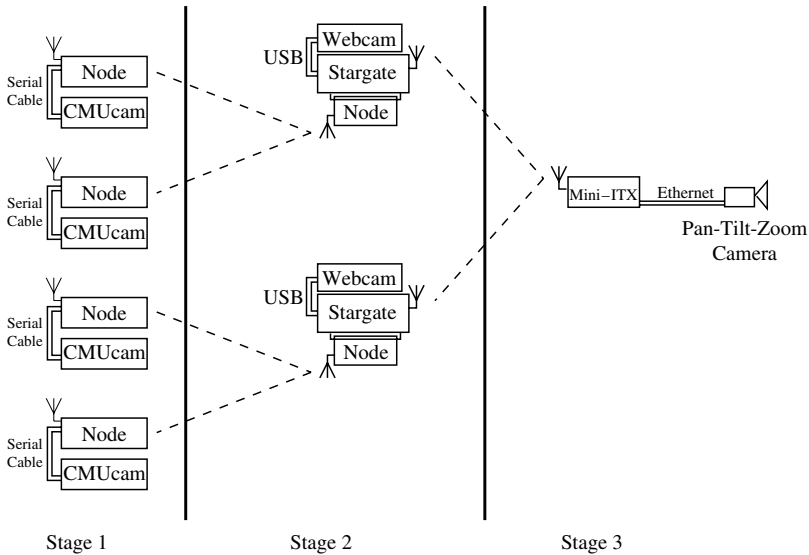 Serial
Cable
Node
CMUcam
Serial
Cable
Node
CMUcam
Serial
Cable
Node
CMUcam
Serial
Cable
Node
CMUcam
USB
Webcam
Stargate
Node
USB
Webcam
Stargate
Node
Mini−ITX
Ethernet
Pan-Tilt-Zoom
Camera
Stage 1
Stage 2
Stage 3